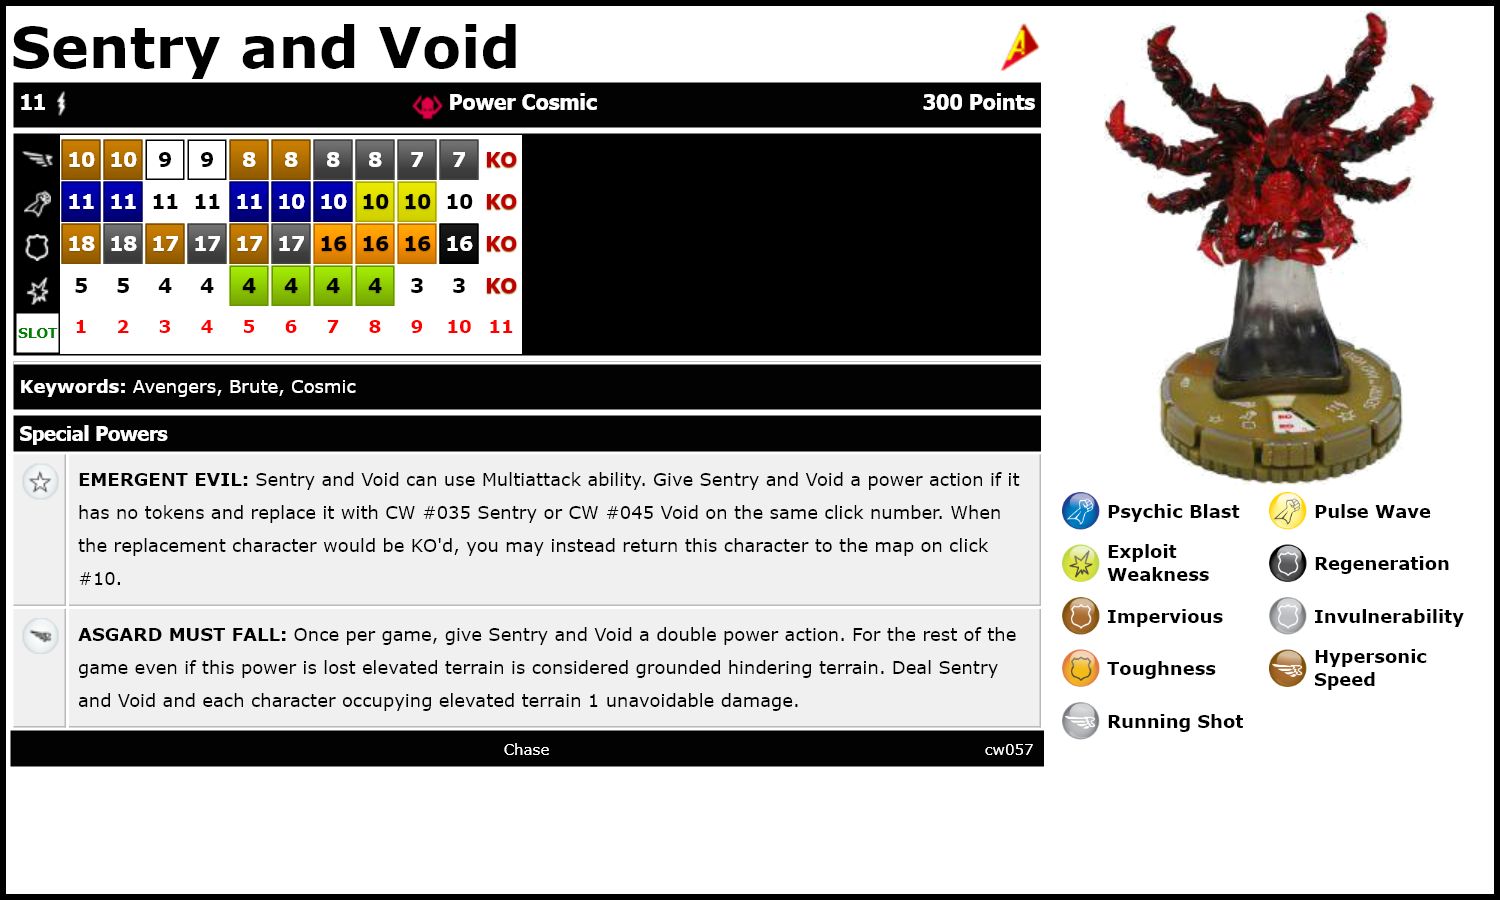 Sentry and Void
11 Power Cosmic 300 Points
10 10 9 9 8 8 8 8 7 7 KO
11 11 11 11 11 10 10 10 10 10 KO
18 18 17 17 17 17 16 16 16 16 KO
5 5 4 4 4 4 4 4 3 3 KO
SLOT 1 2 3 4 5 6 7 8 9 10 11
Keywords: Avengers, Brute, Cosmic
Special Powers
EMERGENT EVIL: Sentry and Void can use Multiattack ability. Give Sentry and Void a power action if it
has no tokens and replace it with CW #035 Sentry or CW #045 Void on the same click number. When
the replacement character would be KO'd, you may instead return this character to the map on click
#10.
ASGARD MUST FALL: Once per game, give Sentry and Void a double power action. For the rest of the
game even if this power is lost elevated terrain is considered grounded hindering terrain. Deal Sentry
and Void and each character occupying elevated terrain 1 unavoidable damage.
Chase cw057
Psychic Blast Pulse Wave
Exploit
Weakness
Regeneration
Impervious Invulnerability
Toughness
Hypersonic
Speed
Running Shot